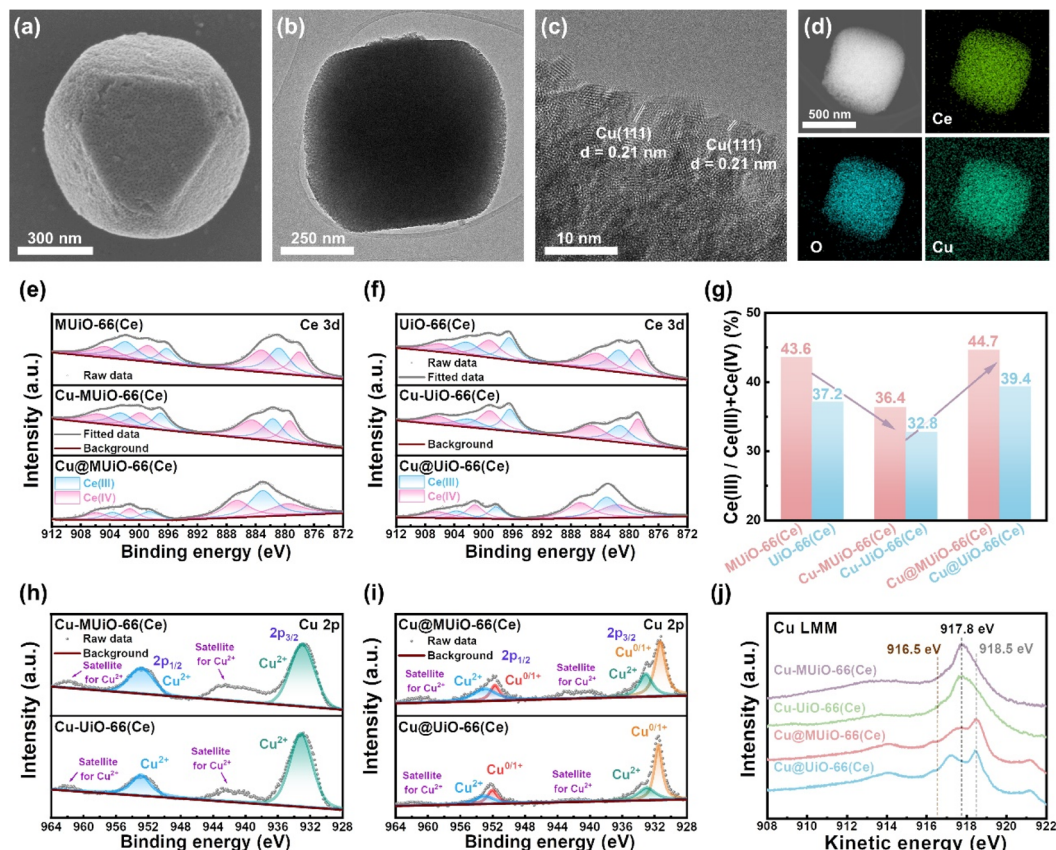 (a)
300 nm
(b)
250 nm
(c)
Cu(111)
d = 0.21 nm
Cu(111)
d = 0.21 nm
10 nm
(d)
500 nm
Ce
O
Cu
(e)
MUiO-66(Ce)
Ce 3d
Raw data
Cu-MUiO-66(Ce)
Fitted data
Background
Cu@MUiO-66(Ce)
Ce(III)
Ce(IV)
Intensity (a.u.)
912 908 904 900 896 892 888 884 880 876 872
Binding energy (eV)
(f)
UiO-66(Ce)
Ce 3d
Raw data
Fitted data
Cu-UiO-66(Ce)
Background
Cu@UiO-66(Ce)
Ce(III)
Ce(IV)
Intensity (a.u.)
912 908 904 900 896 892 888 884 880 876 872
Binding energy (eV)
(g)
Ce(III) / Ce(III)+Ce(IV) (%)
50
40
30
20
43.6
37.2
36.4
32.8
44.7
39.4
MUiO-66(Ce)
UiO-66(Ce)
Cu-MUiO-66(Ce)
Cu-UiO-66(Ce)
Cu@MUiO-66(Ce)
Cu@UiO-66(Ce)
(h)
Cu-MUiO-66(Ce)
Cu 2p
Raw data
Background
2p3/2
Satellite
for Cu2+
2p1/2
Cu2+
Satellite
for Cu2+
Cu2+
Cu-UiO-66(Ce)
Satellite
for Cu2+
Cu2+
Satellite
for Cu2+
Cu2+
Intensity (a.u.)
964 960 956 952 948 944 940 936 932 928
Binding energy (eV)
(i)
Cu@MUiO-66(Ce)
Cu 2p
Raw data
Background
2p3/2
2p1/2
Cu0/1+
Satellite
for Cu2+
Cu2+
Cu0/1+
Satellite
for Cu2+
Cu2+
Cu@UiO-66(Ce)
Satellite
for Cu2+
Cu2+
Cu0/1+
Satellite
for Cu2+
Cu2+
Cu0/1+
Intensity (a.u.)
964 960 956 952 948 944 940 936 932 928
Binding energy (eV)
(j)
Cu LMM
917.8 eV
916.5 eV
918.5 eV
Cu-MUiO-66(Ce)
Cu-UiO-66(Ce)
Cu@MUiO-66(Ce)
Cu@UiO-66(Ce)
Intensity (a.u.)
908 910 912 914 916 918 920 922
Kinetic energy (eV)